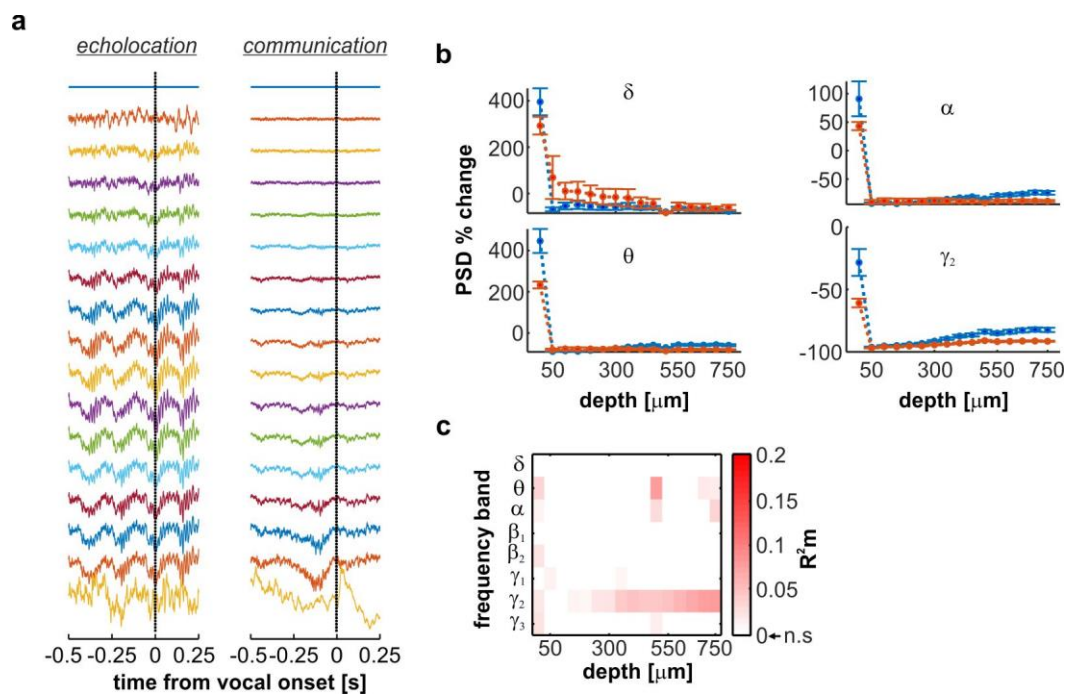 a
echolocation communication
-0.5 -0.25 0 0.25 -0.5 -0.25 0 0.25
time from vocal onset [s]
b
PSD % change
δ
400
300
200
0
α
100
50
0
-50
θ
400
200
0
50 300 550 750
depth [μm]
γ₂
0
-50
-100
50 300 550 750
depth [μm]
c
frequency band
δ
θ
α
β₁
β₂
γ₁
γ₂
γ₃
50 300 550 750
depth [μm]
0.2
0.15
0.1
0.05
0 ← n.s
R²m